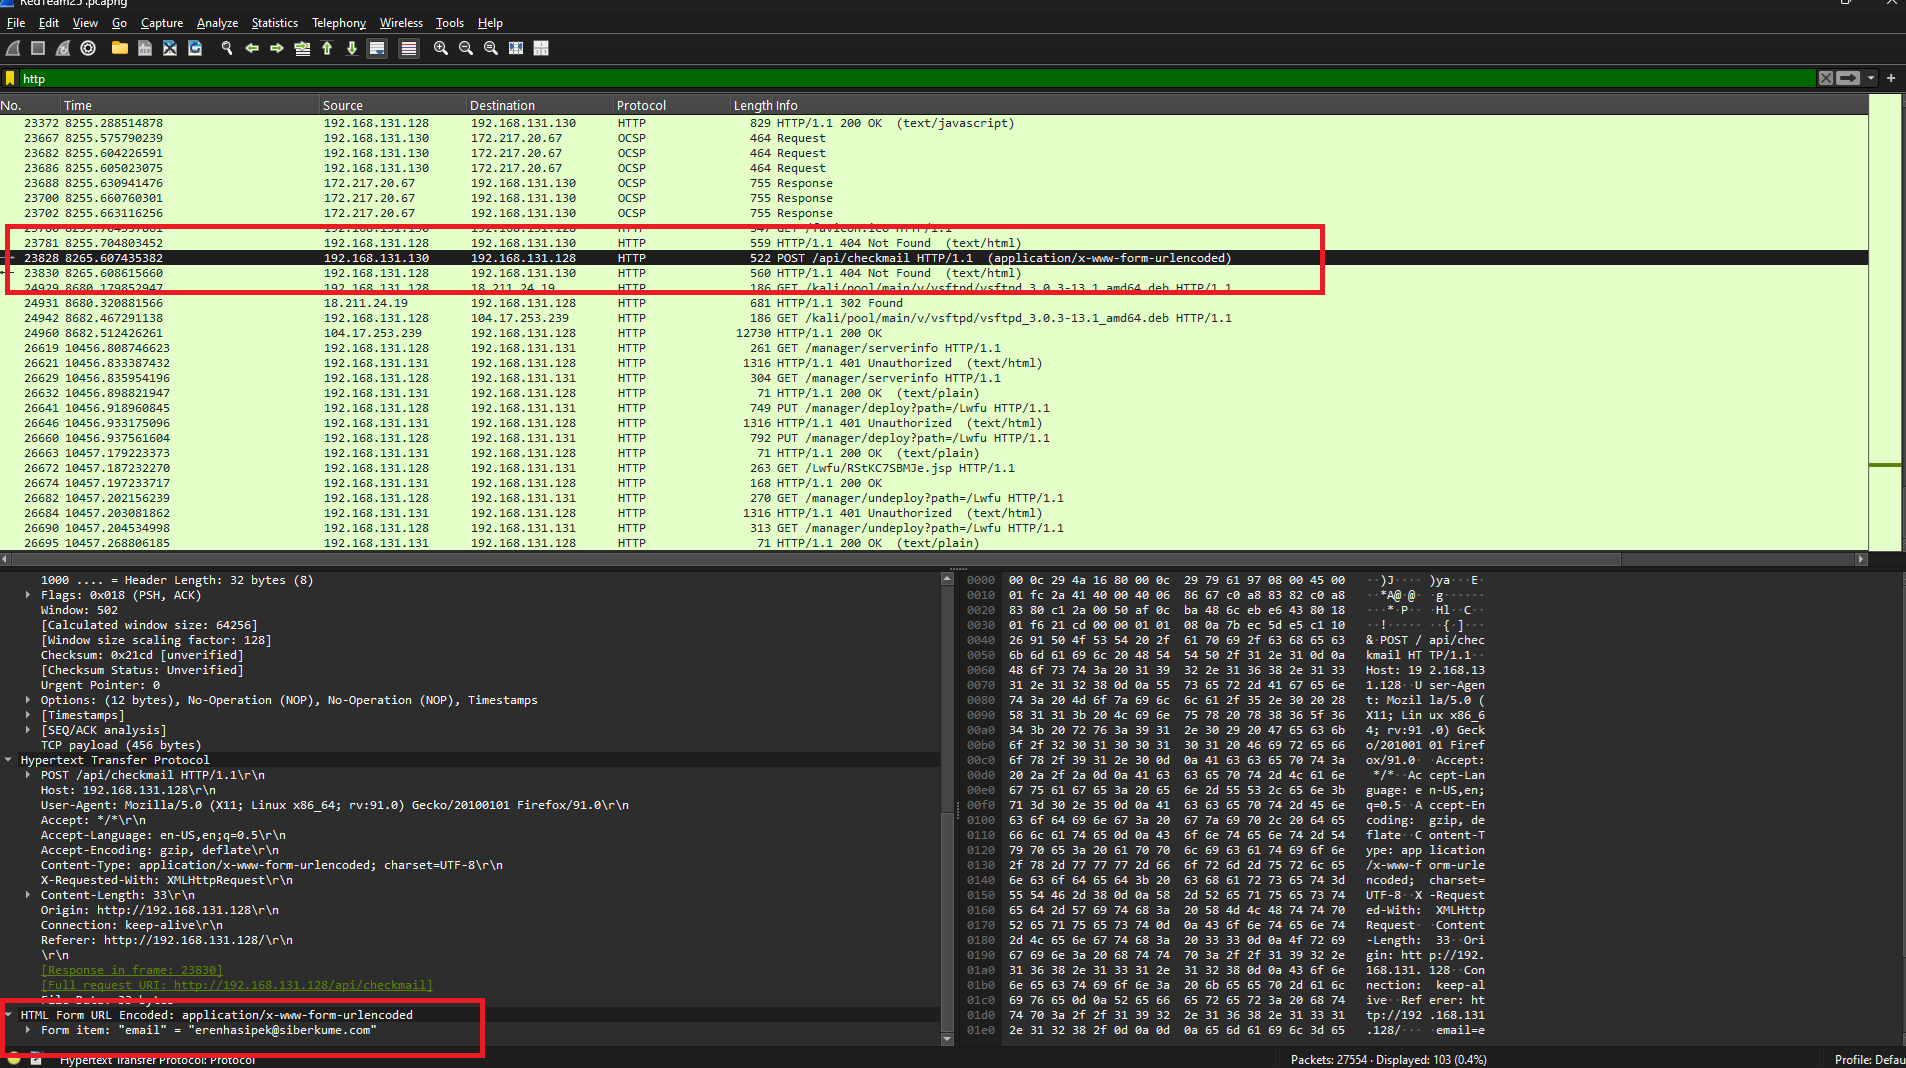 RedTeam25.pcapng
File Edit View Go Capture Analyze Statistics Telephony Wireless Tools Help
http
No. Time Source Destination Protocol Length Info
23372 8255.288514878 192.168.131.128 192.168.131.130 HTTP 829 HTTP/1.1 200 OK (text/javascript)
23667 8255.575790239 192.168.131.130 172.217.20.67 OCSP 464 Request
23682 8255.604226591 192.168.131.130 172.217.20.67 OCSP 464 Request
23686 8255.605023075 192.168.131.130 172.217.20.67 OCSP 464 Request
23688 8255.630941476 172.217.20.67 192.168.131.130 OCSP 755 Response
23700 8255.660760301 172.217.20.67 192.168.131.130 OCSP 755 Response
23702 8255.663116256 172.217.20.67 192.168.131.130 OCSP 755 Response
23781 8255.704803452 192.168.131.128 192.168.131.130 HTTP 559 HTTP/1.1 404 Not Found (text/html)
23828 8265.607435382 192.168.131.130 192.168.131.128 HTTP 522 POST /api/checkmail HTTP/1.1 (application/x-www-form-urlencoded)
23830 8265.608615660 192.168.131.128 192.168.131.130 HTTP 560 HTTP/1.1 404 Not Found (text/html)
24929 8680.179852947 192.168.131.128 18.211.24.19 HTTP 186 GET /kali/pool/main/v/vsftpd/vsftpd_3.0.3-13.1_amd64.deb HTTP/1.1
24931 8680.320881566 18.211.24.19 192.168.131.128 HTTP 681 HTTP/1.1 302 Found
24942 8682.467291138 192.168.131.128 104.17.253.239 HTTP 186 GET /kali/pool/main/v/vsftpd/vsftpd_3.0.3-13.1_amd64.deb HTTP/1.1
24960 8682.512426261 104.17.253.239 192.168.131.128 HTTP 12730 HTTP/1.1 200 OK
26619 10456.808746623 192.168.131.128 192.168.131.131 HTTP 261 GET /manager/serverinfo HTTP/1.1
26621 10456.833387432 192.168.131.131 192.168.131.128 HTTP 1316 HTTP/1.1 401 Unauthorized (text/html)
26629 10456.835954196 192.168.131.128 192.168.131.131 HTTP 304 GET /manager/serverinfo HTTP/1.1
26632 10456.898821947 192.168.131.131 192.168.131.128 HTTP 71 HTTP/1.1 200 OK (text/plain)
26641 10456.918960845 192.168.131.128 192.168.131.131 HTTP 749 PUT /manager/deploy?path=/Lwfu HTTP/1.1
26646 10456.933175096 192.168.131.131 192.168.131.128 HTTP 1316 HTTP/1.1 401 Unauthorized (text/html)
26660 10456.937561604 192.168.131.128 192.168.131.131 HTTP 792 PUT /manager/deploy?path=/Lwfu HTTP/1.1
26663 10457.179223373 192.168.131.131 192.168.131.128 HTTP 71 HTTP/1.1 200 OK (text/plain)
26672 10457.187232270 192.168.131.128 192.168.131.131 HTTP 263 GET /Lwfu/RStKC7SBMJe.jsp HTTP/1.1
26674 10457.197233717 192.168.131.131 192.168.131.128 HTTP 168 HTTP/1.1 200 OK
26682 10457.202156239 192.168.131.128 192.168.131.131 HTTP 270 GET /manager/undeploy?path=/Lwfu HTTP/1.1
26684 10457.203081862 192.168.131.131 192.168.131.128 HTTP 1316 HTTP/1.1 401 Unauthorized (text/html)
26690 10457.204534998 192.168.131.128 192.168.131.131 HTTP 313 GET /manager/undeploy?path=/Lwfu HTTP/1.1
26695 10457.268806185 192.168.131.131 192.168.131.128 HTTP 71 HTTP/1.1 200 OK (text/plain)
1000 .... = Header Length: 32 bytes (8)
Flags: 0x018 (PSH, ACK)
Window: 502
[Calculated window size: 64256]
[Window size scaling factor: 128]
Checksum: 0x21cd [unverified]
[Checksum Status: Unverified]
Urgent Pointer: 0
Options: (12 bytes), No-Operation (NOP), No-Operation (NOP), Timestamps
[Timestamps]
[SEQ/ACK analysis]
TCP payload (456 bytes)
Hypertext Transfer Protocol
POST /api/checkmail HTTP/1.1\r\n
Host: 192.168.131.128\r\n
User-Agent: Mozilla/5.0 (X11; Linux x86_64; rv:91.0) Gecko/20100101 Firefox/91.0\r\n
Accept: */*\r\n
Accept-Language: en-US,en;q=0.5\r\n
Accept-Encoding: gzip, deflate\r\n
Content-Type: application/x-www-form-urlencoded; charset=UTF-8\r\n
X-Requested-With: XMLHttpRequest\r\n
Content-Length: 33\r\n
Origin: http://192.168.131.128\r\n
Connection: keep-alive\r\n
Referer: http://192.168.131.128/\r\n
\r\n
[Response in frame: 23830]
[Full request URI: http://192.168.131.128/api/checkmail]
File Data: 33 bytes
HTML Form URL Encoded: application/x-www-form-urlencoded
Form item: "email" = "erenhasipek@siberkume.com"
0000 00 0c 29 4a 16 80 00 0c 29 79 61 97 08 00 45 00 ··)J···· )ya···E·
0010 01 fc 2a 41 40 00 40 06 86 67 c0 a8 83 82 c0 a8 ··*A@·@· ·g······
0020 83 80 c1 2a 00 50 af 0c ba 48 6c eb e6 43 80 18 ···*·P·· ·Hl··C··
0030 01 f6 21 cd 00 00 01 01 08 0a 7b ec 5d e5 c1 10 ··!····· ··{·]···
0040 26 91 50 4f 53 54 20 2f 61 70 69 2f 63 68 65 63 &·POST / api/chec
0050 6b 6d 61 69 6c 20 48 54 54 50 2f 31 2e 31 0d 0a kmail HT TP/1.1··
0060 48 6f 73 74 3a 20 31 39 32 2e 31 36 38 2e 31 33 Host: 19 2.168.13
0070 31 2e 31 32 38 0d 0a 55 73 65 72 2d 41 67 65 6e 1.128··U ser-Agen
0080 74 3a 20 4d 6f 7a 69 6c 6c 61 2f 35 2e 30 20 28 t: Mozil la/5.0 (
0090 58 31 31 3b 20 4c 69 6e 75 78 20 78 38 36 5f 36 X11; Lin ux x86_6
00a0 34 3b 20 72 76 3a 39 31 2e 30 29 20 47 65 63 6b 4; rv:91 .0) Geck
00b0 6f 2f 32 30 31 30 30 31 30 31 20 46 69 72 65 66 o/201001 01 Firef
00c0 6f 78 2f 39 31 2e 30 0d 0a 41 63 63 65 70 74 3a ox/91.0· ·Accept:
00d0 20 2a 2f 2a 0d 0a 41 63 63 65 70 74 2d 4c 61 6e */*··Ac cept-Lan
00e0 67 75 61 67 65 3a 20 65 6e 2d 55 53 2c 65 6e 3b guage: e n-US,en;
00f0 71 3d 30 2e 35 0d 0a 41 63 63 65 70 74 2d 45 6e q=0.5··A ccept-En
0100 63 6f 64 69 6e 67 3a 20 67 7a 69 70 2c 20 64 65 coding: gzip, de
0110 66 6c 61 74 65 0d 0a 43 6f 6e 74 65 6e 74 2d 54 flate··C ontent-T
0120 79 70 65 3a 20 61 70 70 6c 69 63 61 74 69 6f 6e ype: app lication
0130 2f 78 2d 77 77 77 2d 66 6f 72 6d 2d 75 72 6c 65 /x-www-f orm-urle
0140 6e 63 6f 64 65 64 3b 20 63 68 61 72 73 65 74 3d ncoded; charset=
0150 55 54 46 2d 38 0d 0a 58 2d 52 65 71 75 65 73 74 UTF-8··X -Request
0160 65 64 2d 57 69 74 68 3a 20 58 4d 4c 48 74 74 70 ed-With: XMLHttp
0170 52 65 71 75 65 73 74 0d 0a 43 6f 6e 74 65 6e 74 Request· ·Content
0180 2d 4c 65 6e 67 74 68 3a 20 33 33 0d 0a 4f 72 69 -Length: 33··Ori
0190 67 69 6e 3a 20 68 74 74 70 3a 2f 2f 31 39 32 2e gin: htt p://192.
01a0 31 36 38 2e 31 33 31 2e 31 32 38 0d 0a 43 6f 6e 168.131. 128··Con
01b0 6e 65 63 74 69 6f 6e 3a 20 6b 65 65 70 2d 61 6c nection: keep-al
01c0 69 76 65 0d 0a 52 65 66 65 72 65 72 3a 20 68 74 ive··Ref erer: ht
01d0 74 70 3a 2f 2f 31 39 32 2e 31 36 38 2e 31 33 31 tp://192 .168.131
01e0 2e 31 32 38 2f 0d 0a 0d 0a 65 6d 61 69 6c 3d 65 .128/··· ·email=e
Hypertext Transfer Protocol: Protocol
Packets: 27554 · Displayed: 103 (0.4%)
Profile: Defau